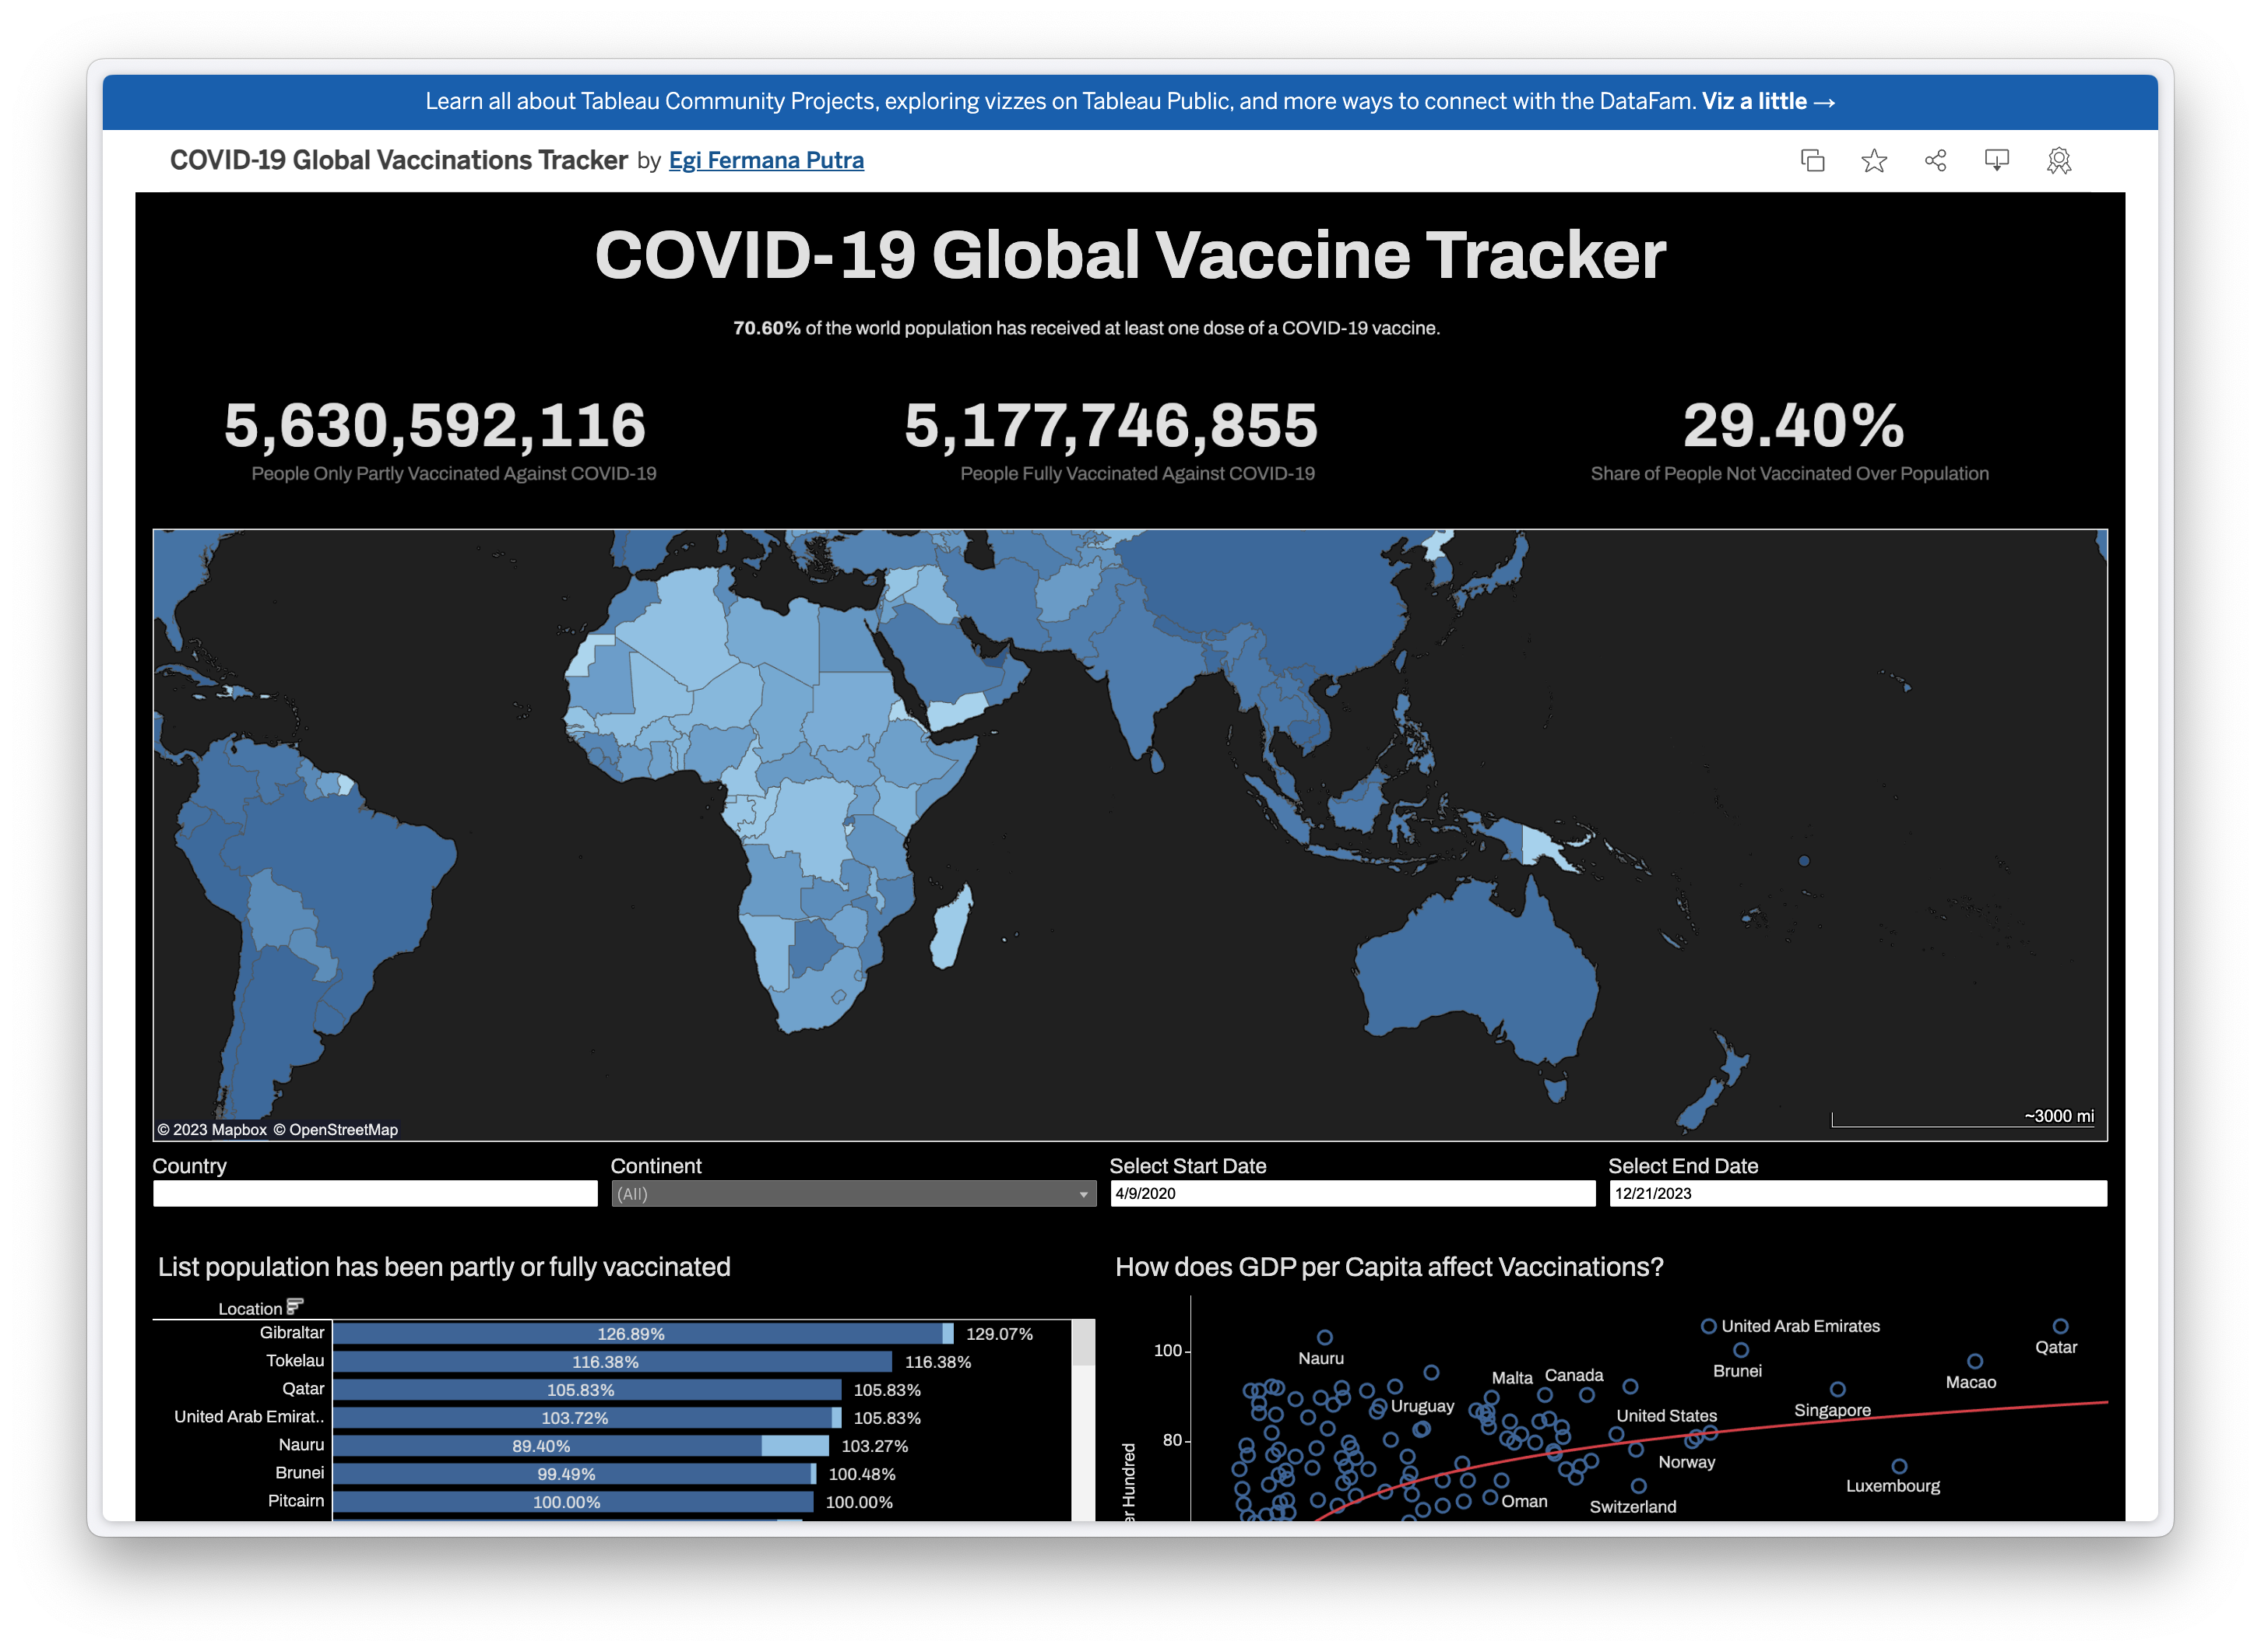 Learn all about Tableau Community Projects, exploring vizzes on Tableau Public, and more ways to connect with the DataFam. Viz a little →
COVID-19 Global Vaccinations Tracker by Egi Fermana Putra
COVID-19 Global Vaccine Tracker
70.60% of the world population has received at least one dose of a COVID-19 vaccine.
5,630,592,116
People Only Partly Vaccinated Against COVID-19
5,177,746,855
People Fully Vaccinated Against COVID-19
29.40%
Share of People Not Vaccinated Over Population
© 2023 Mapbox © OpenStreetMap
~3000 mi
Country
Continent
(All)
Select Start Date
4/9/2020
Select End Date
12/21/2023
List population has been partly or fully vaccinated
Location
Gibraltar 126.89% 129.07%
Tokelau 116.38% 116.38%
Qatar 105.83% 105.83%
United Arab Emirat.. 103.72% 105.83%
Nauru 89.40% 103.27%
Brunei 99.49% 100.48%
Pitcairn 100.00% 100.00%
How does GDP per Capita affect Vaccinations?
100
80
er Hundred
United Arab Emirates
Qatar
Nauru
Brunei
Malta
Canada
Macao
Uruguay
United States
Singapore
Norway
Luxembourg
Oman
Switzerland